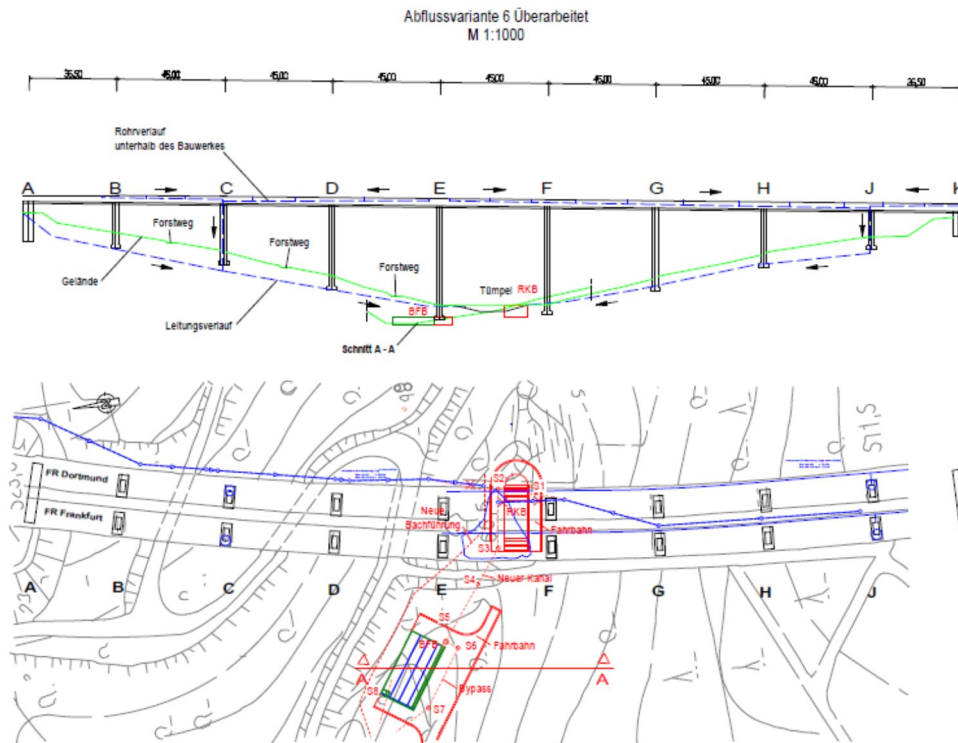 Abflussvariante 6 Überarbeitet
M 1:1000
36,50 45,00 45,00 45,00 45,00 45,00 45,00 45,00 36,50
Rohrverlauf
unterhalb des Bauwerkes
A B C D E F G H J K
Forstweg
Forstweg
Gelände
Forstweg
Tümpel RKB
Leitungsverlauf
BFB
Schnitt A - A
FR Dortmund
FR Frankfurt
S2 S1
RKB
Neue
Bachführung
Fahrbahn
S3
S4 Neuer Kanal
A B C D E F G H J
S5
BFB S6 Fahrbahn
A A
S8 Bypass
S7